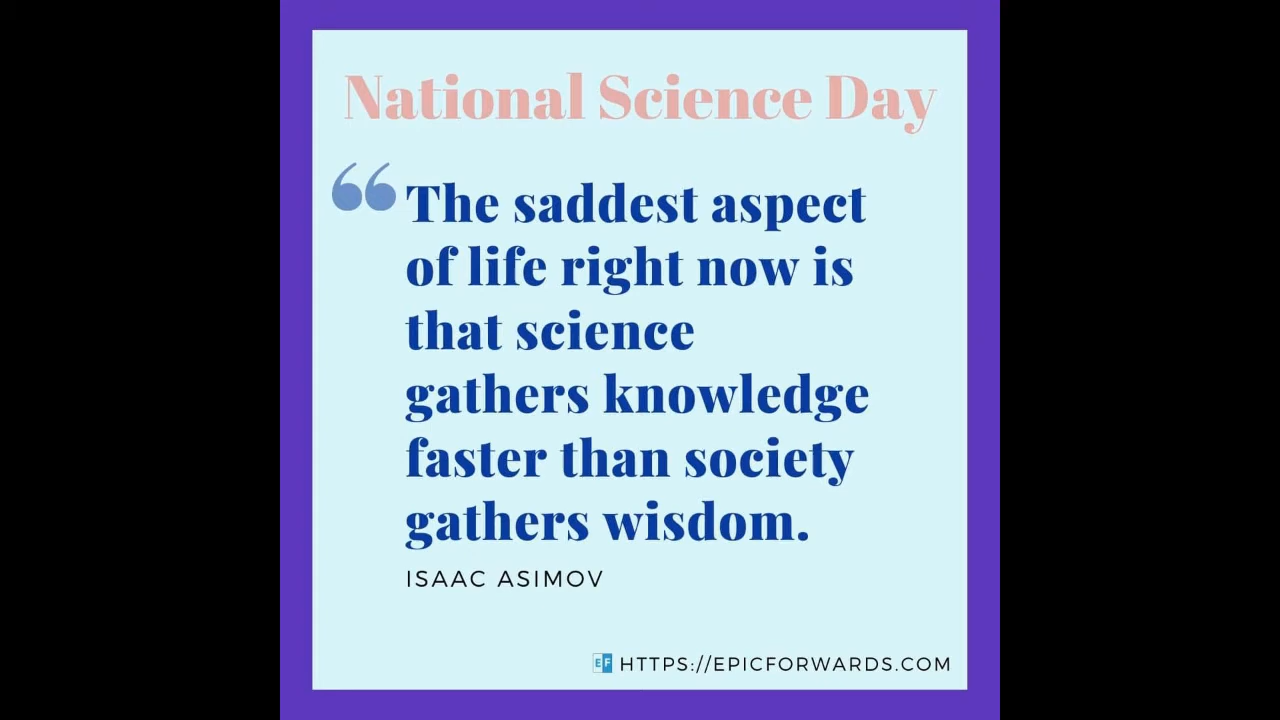 National Science Day
“The saddest aspect
of life right now is
that science
gathers knowledge
faster than society
gathers wisdom.
ISAAC ASIMOV
EF HTTPS://EPICFORWARDS.COM